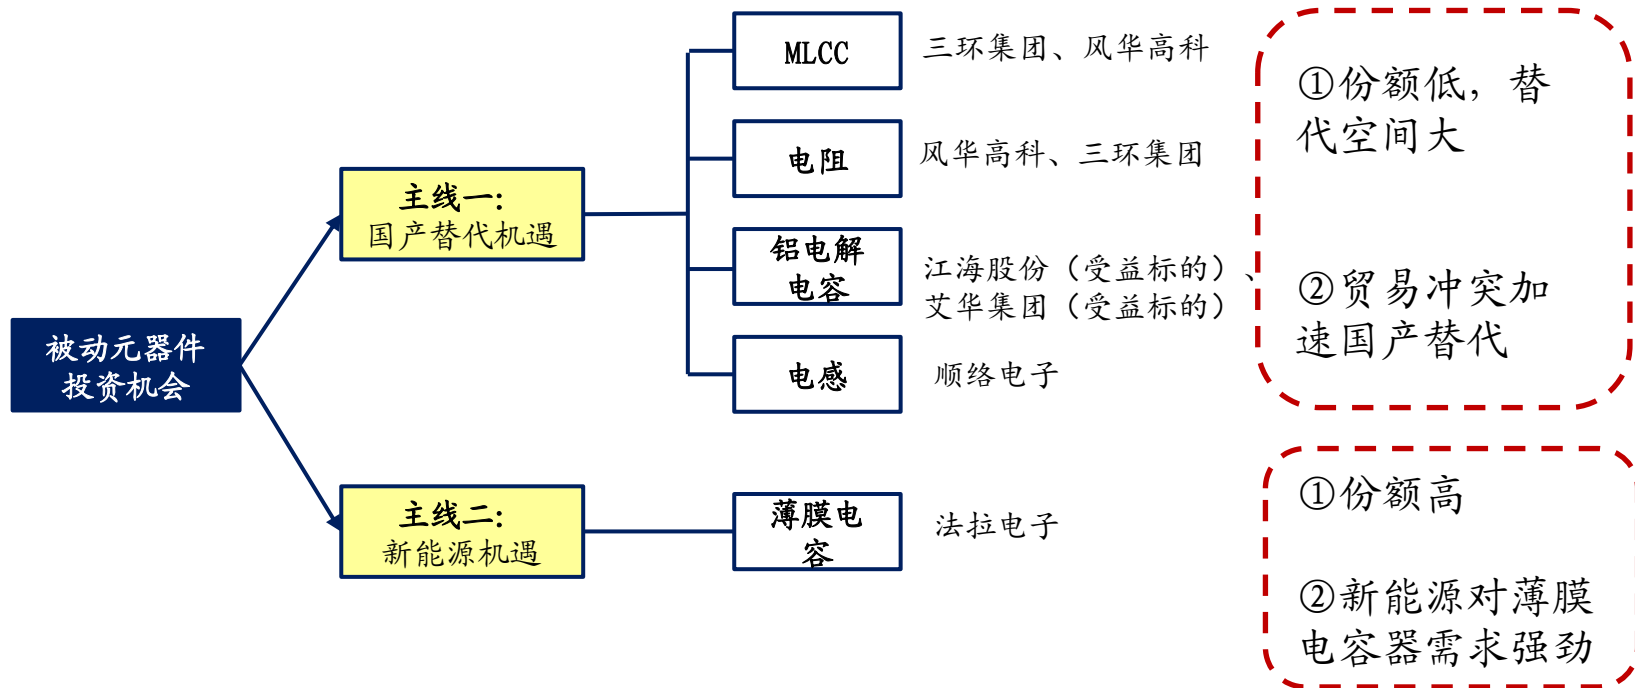 被动元器件
投资机会
主线一：
国产替代机遇
MLCC
三环集团、风华高科
电阻
风华高科、三环集团
铝电解
电容
江海股份（受益标的）、
艾华集团（受益标的）
电感
顺络电子
①份额低，替
代空间大
②贸易冲突加
速国产替代
主线二：
新能源机遇
薄膜电
容
法拉电子
①份额高
②新能源对薄膜
电容器需求强劲